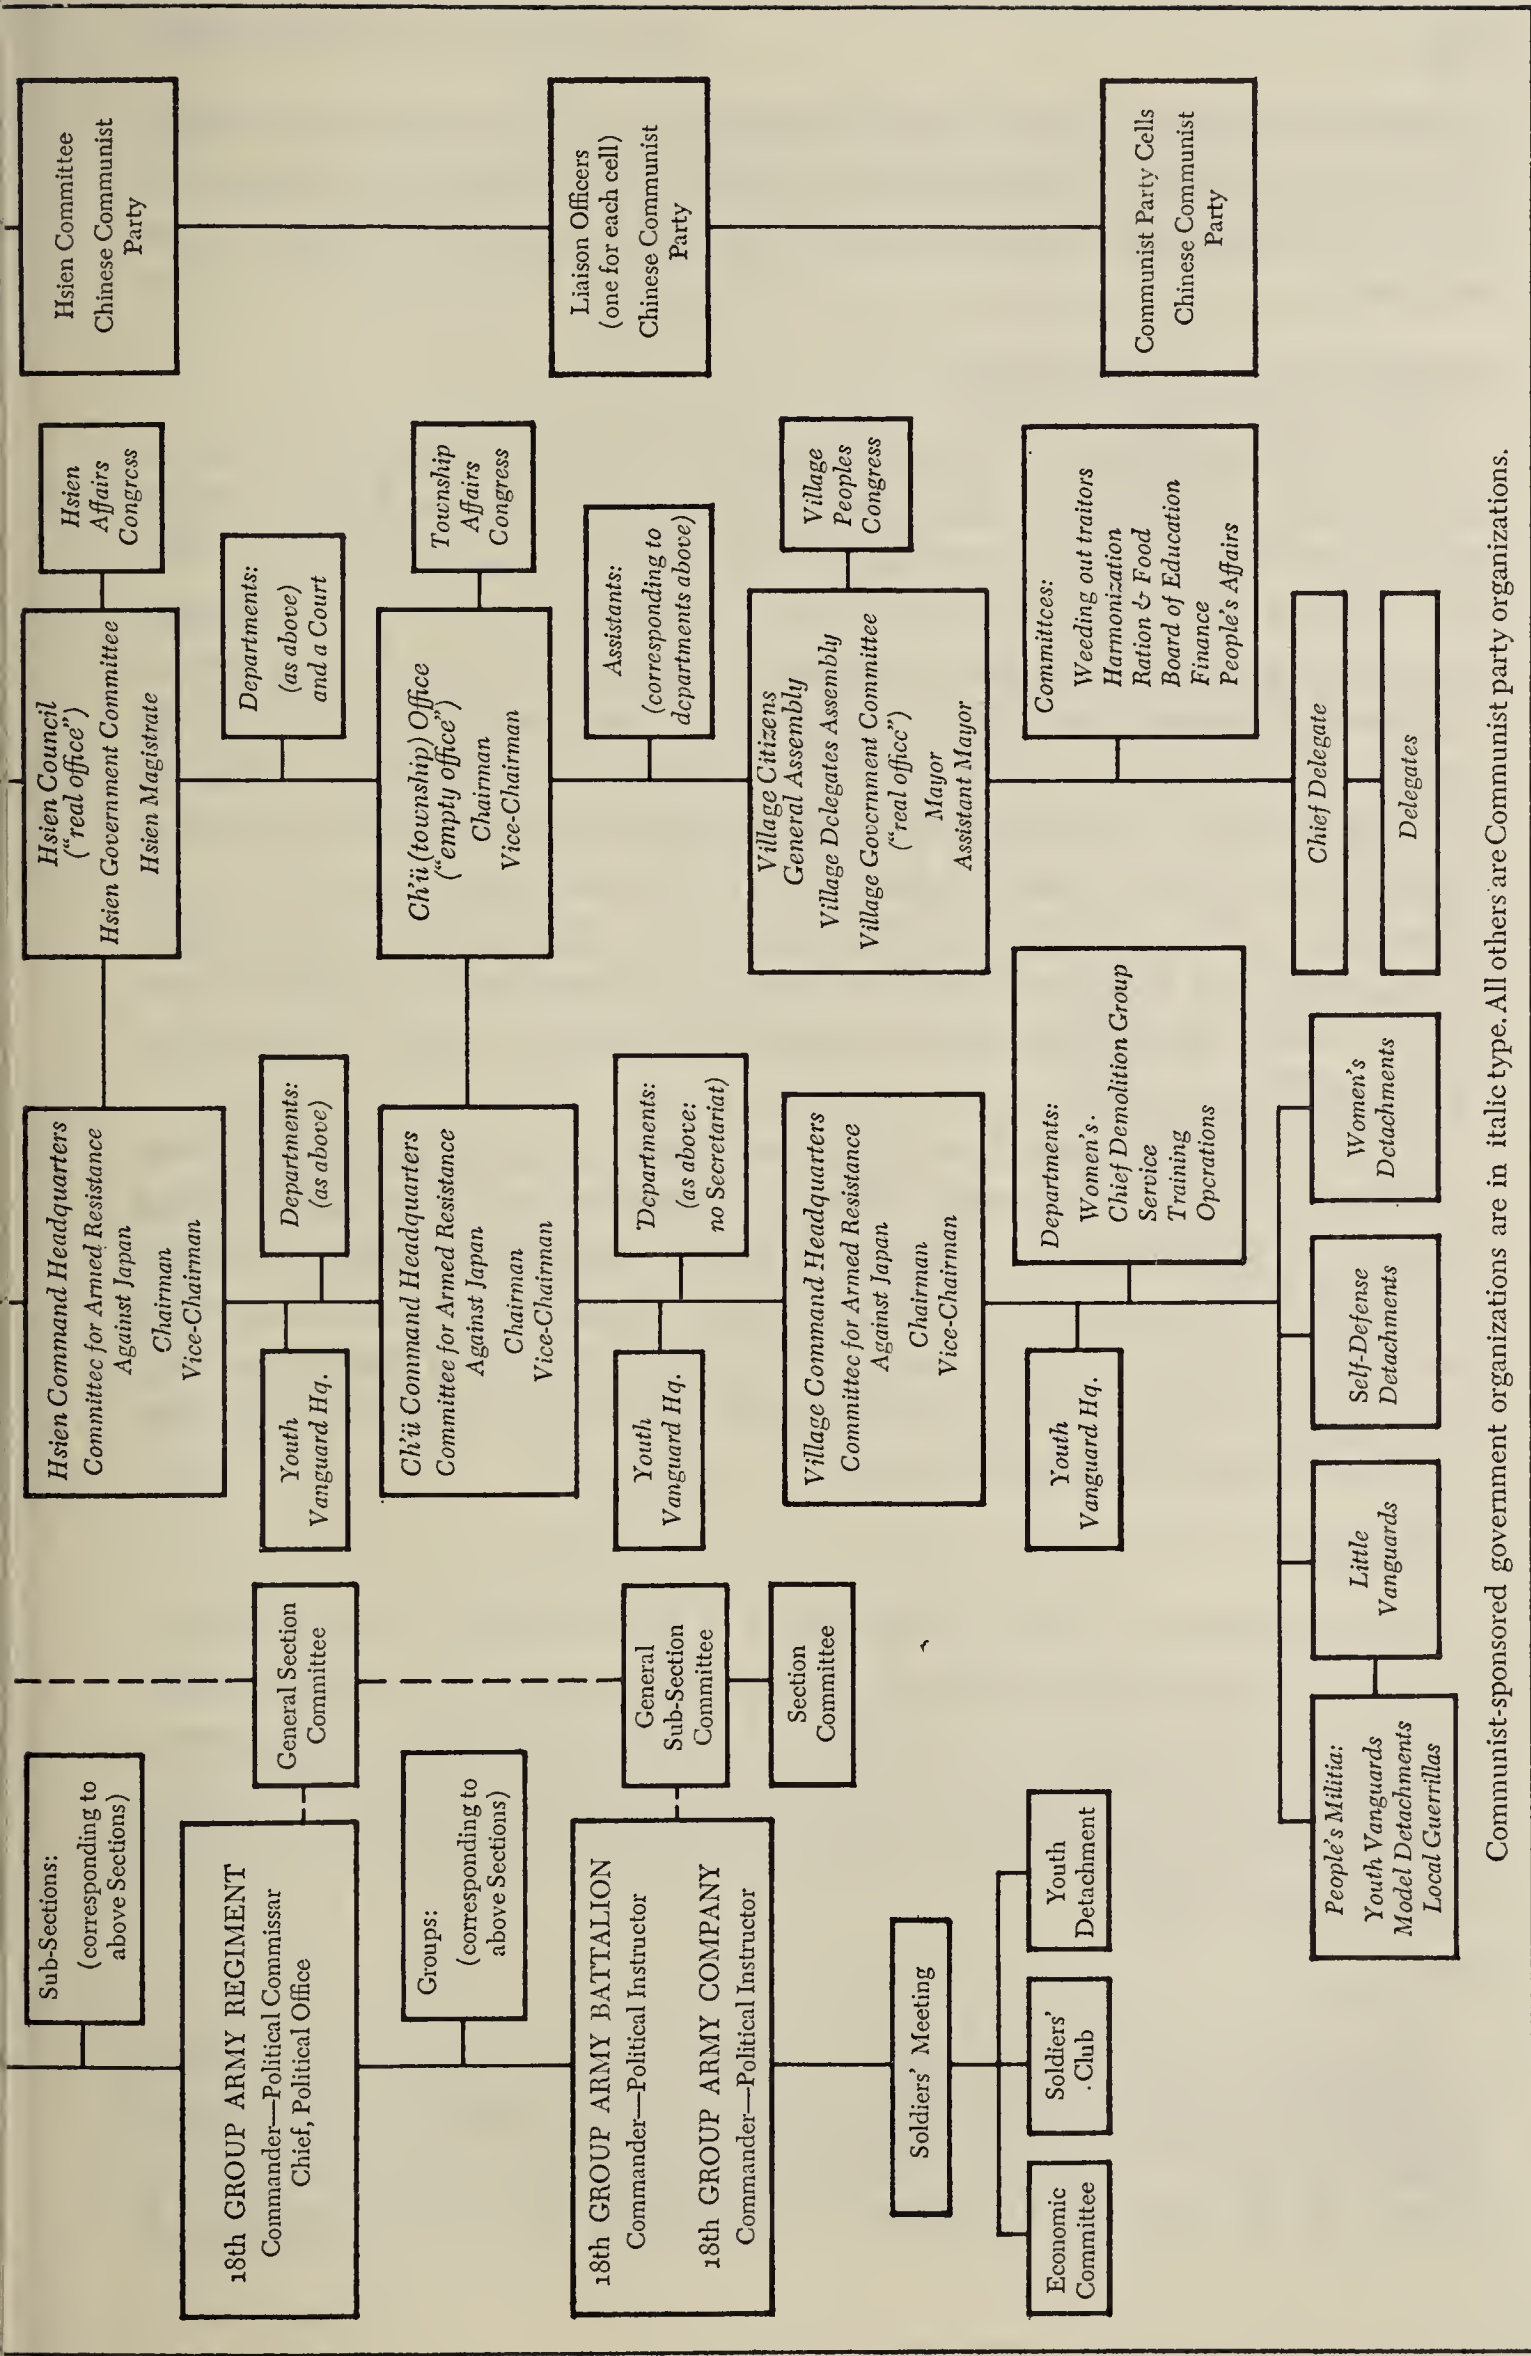 Sub-Sections:
(corresponding to
above Sections)
18th GROUP ARMY REGIMENT
Commander—Political Commissar
Chief, Political Office
General Section
Committee
Groups:
(corresponding to
above Sections)
18th GROUP ARMY BATTALION
Commander—Political Instructor
18th GROUP ARMY COMPANY
Commander—Political Instructor
General
Sub-Section
Committee
Section
Committee
Soldiers' Meeting
Economic
Committee
Soldiers'
Club
Youth
Detachment
Hsien Command Headquarters
Committee for Armed Resistance
Against Japan
Chairman
Vice-Chairman
Youth
Vanguard Hq.
Departments:
(as above)
Ch'ü Command Headquarters
Committee for Armed Resistance
Against Japan
Chairman
Vice-Chairman
Youth
Vanguard Hq.
Departments:
(as above:
no Secretariat)
Village Command Headquarters
Committee for Armed Resistance
Against Japan
Chairman
Vice-Chairman
Youth
Vanguard Hq.
Departments:
Women's
Chief Demolition Group
Service
Training
Operations
People's Militia:
Youth Vanguards
Model Detachments
Local Guerrillas
Little
Vanguards
Self-Defense
Detachments
Women's
Detachments
Hsien Council
("real office")
Hsien Government Committee
Hsien Magistrate
Hsien
Affairs
Congress
Departments:
(as above)
and a Court
Ch'ü (township) Office
("empty office")
Chairman
Vice-Chairman
Township
Affairs
Congress
Assistants:
(corresponding to
departments above)
Village Citizens
General Assembly
Village Delegates Assembly
Village Government Committee
("real office")
Mayor
Assistant Mayor
Village
Peoples
Congress
Committees:
Weeding out traitors
Harmonization
Ration & Food
Board of Education
Finance
People's Affairs
Chief Delegate
Delegates
Hsien Committee
Chinese Communist
Party
Liaison Officers
(one for each cell)
Chinese Communist
Party
Communist Party Cells
Chinese Communist
Party
Communist-sponsored government organizations are in italic type. All others are Communist party organizations.